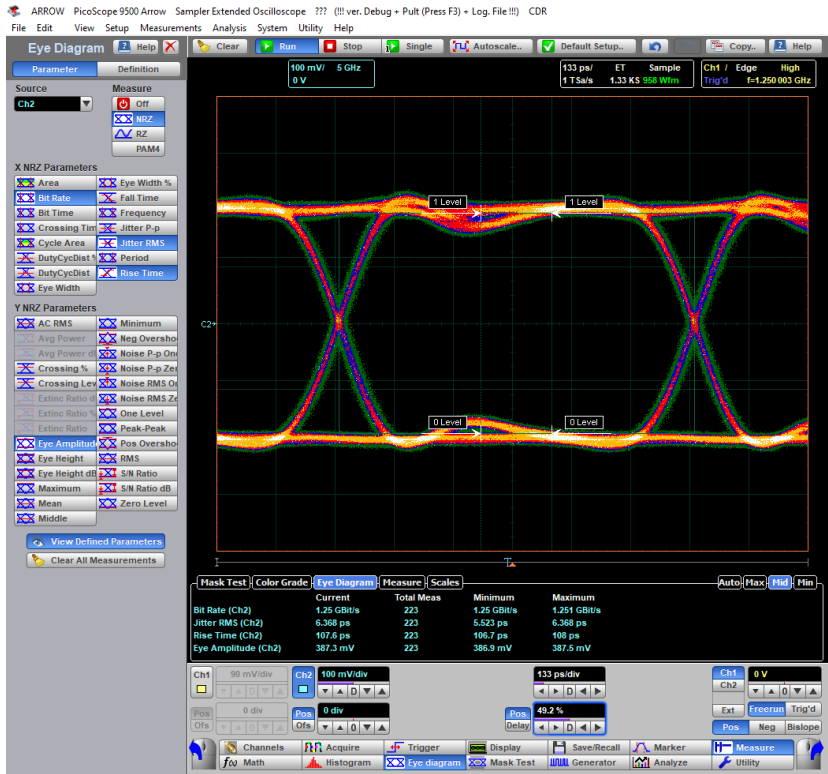 ARROW PicoScope 9500 Arrow Sampler Extended Oscilloscope ??? (!!! ver. Debug + Pult (Press F3) + Log. File !!!) CDR
File Edit View Setup Measurements Analysis System Utility Help
Eye Diagram ? Help X
Clear Run Stop Single Autoscale.. Default Setup.. Copy.. ? Help
Parameter Definition
100 mV/ 5 GHz
0 V
133 ps/ ET Sample
1 TSa/s 1.33 KS 958 Wfm
Ch1 / Edge High
Trig'd f=1.250 003 GHz
Source Measure
Ch2 Off
NRZ
RZ
PAM4
X NRZ Parameters
Area Eye Width %
Bit Rate Fall Time
Bit Time Frequency
Crossing Tim Jitter P-p
Cycle Area Jitter RMS
DutyCycDist % Period
DutyCycDist Rise Time
Eye Width
Y NRZ Parameters
AC RMS Minimum
Avg Power Neg Oversho
Avg Power d Noise P-p One
Crossing % Noise P-p Zer
Crossing Lev Noise RMS O
Extinc Ratio d Noise RMS Ze
Extinc Ratio % One Level
Extinc Ratio Peak-Peak
Eye Amplitud Pos Oversho
Eye Height RMS
Eye Height dB S/N Ratio
Maximum S/N Ratio dB
Mean Zero Level
Middle
View Defined Parameters
Clear All Measurements
1 Level 1 Level
C2
0 Level 0 Level
T
Mask Test Color Grade Eye Diagram Measure Scales Auto Max Mid Min
Current Total Meas Minimum Maximum
Bit Rate (Ch2) 1.25 GBit/s 223 1.25 GBit/s 1.251 GBit/s
Jitter RMS (Ch2) 6.368 ps 223 5.523 ps 6.368 ps
Rise Time (Ch2) 107.6 ps 223 106.7 ps 108 ps
Eye Amplitude (Ch2) 387.3 mV 223 386.9 mV 387.5 mV
Ch1 90 mV/div Ch2 100 mV/div 133 ps/div Ch1 0 V
D D D Ch2 0
Pos 0 div Pos 0 div Pos 49.2 % Ext Freerun Trig'd
Ofs 0 Ofs 0 Delay D Pos Neg Bislope
Channels Acquire Trigger Display Save/Recall Marker Measure
f(x) Math Histogram Eye diagram Mask Test Generator Analyze Utility